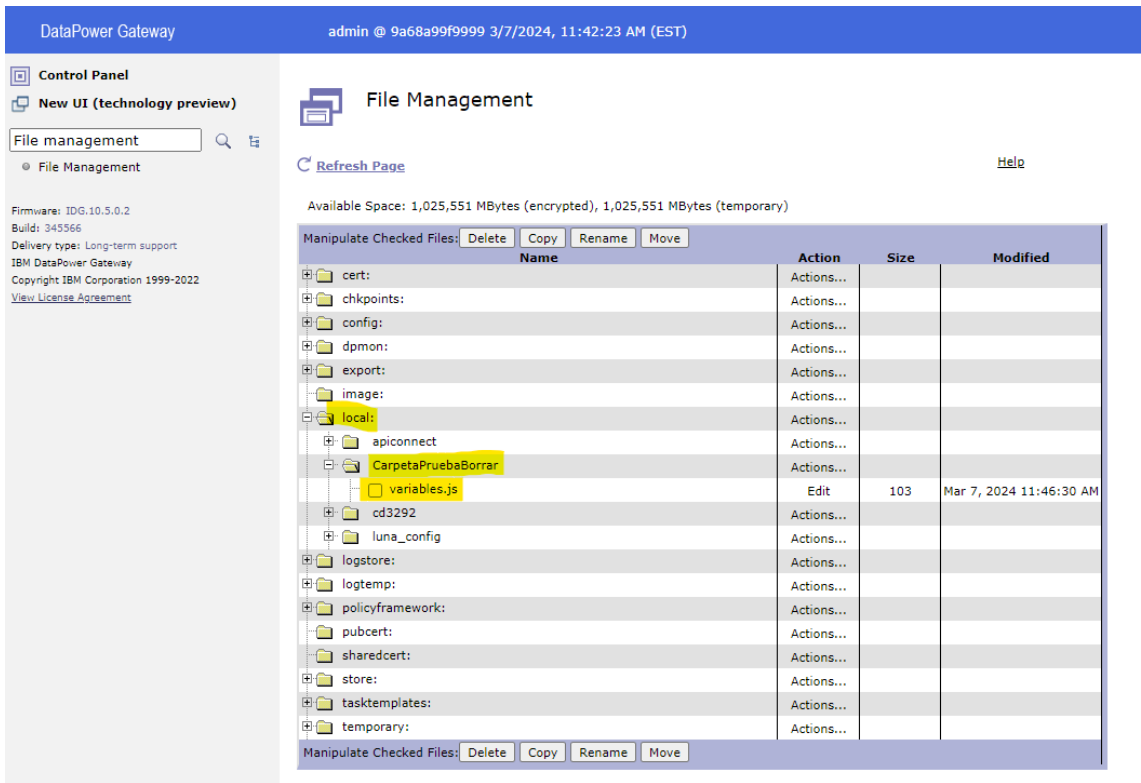 DataPower Gateway
admin @ 9a68a99f9999 3/7/2024, 11:42:23 AM (EST)
Control Panel
New UI (technology preview)
File management
File Management
Firmware: IDG.10.5.0.2
Build: 345566
Delivery type: Long-term support
IBM DataPower Gateway
Copyright IBM Corporation 1999-2022
View License Agreement
File Management
Refresh Page
Help
Available Space: 1,025,551 MBytes (encrypted), 1,025,551 MBytes (temporary)
Manipulate Checked Files: Delete Copy Rename Move
Name Action Size Modified
cert: Actions...
chkpoints: Actions...
config: Actions...
dpmon: Actions...
export: Actions...
image: Actions...
local: Actions...
apiconnect Actions...
CarpetaPruebaBorrar Actions...
variables.js Edit 103 Mar 7, 2024 11:46:30 AM
cd3292 Actions...
luna_config Actions...
logstore: Actions...
logtemp: Actions...
policyframework: Actions...
pubcert: Actions...
sharedcert: Actions...
store: Actions...
tasktemplates: Actions...
temporary: Actions...
Manipulate Checked Files: Delete Copy Rename Move